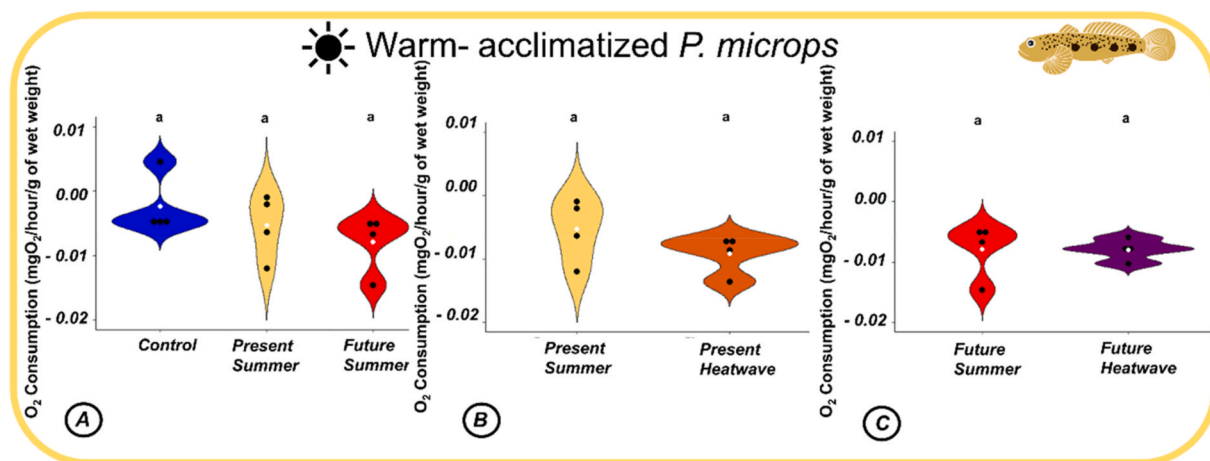 Warm- acclimatized P. microps
O₂ Consumption (mgO₂/hour/g of wet weight)
0.01
0.00
- 0.01
- 0.02
a
a
a
Control
Present
Summer
Future
Summer
A
O₂ Consumption (mgO₂/hour/g of wet weight)
0.01
0.00
- 0.01
- 0.02
a
a
Present
Summer
Present
Heatwave
B
O₂ Consumption (mgO₂/hour/g of wet weight)
0.01
0.00
- 0.01
- 0.02
a
a
Future
Summer
Future
Heatwave
C